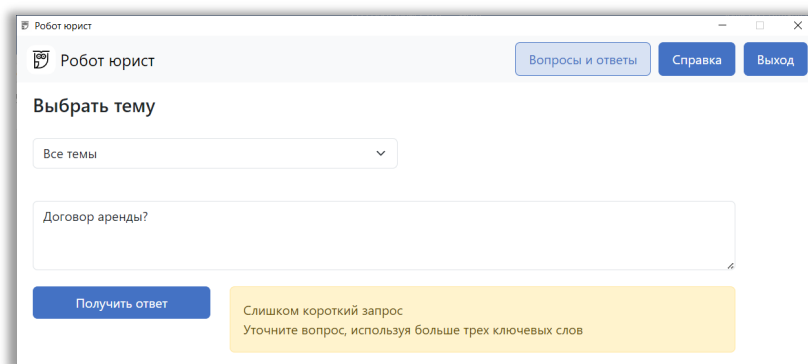 Робот юрист
Робот юрист
Вопросы и ответы
Справка
Выход
Выбрать тему
Все темы
Договор аренды?
Получить ответ
Слишком короткий запрос
Уточните вопрос, используя больше трех ключевых слов